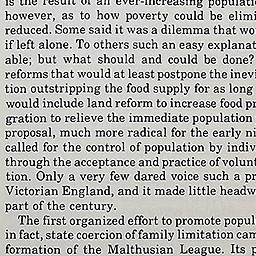 is the result of an ever-increasing populati
however, as to how poverty could be elimi
reduced. Some said it was a dilemma that wo
if left alone. To others such an easy explanat
able; but what should and could be done?
reforms that would at least postpone the inevi
tion outstripping the food supply for as long
would include land reform to increase food pr
gration to relieve the immediate population
proposal, much more radical for the early ni
called for the control of population by indiv
through the acceptance and practice of volunt
tion. Only a very few dared voice such a pr
Victorian England, and it made little headw
part of the century.
The first organized effort to promote popul
in fact, state coercion of family limitation cam
formation of the Malthusian League. Its p